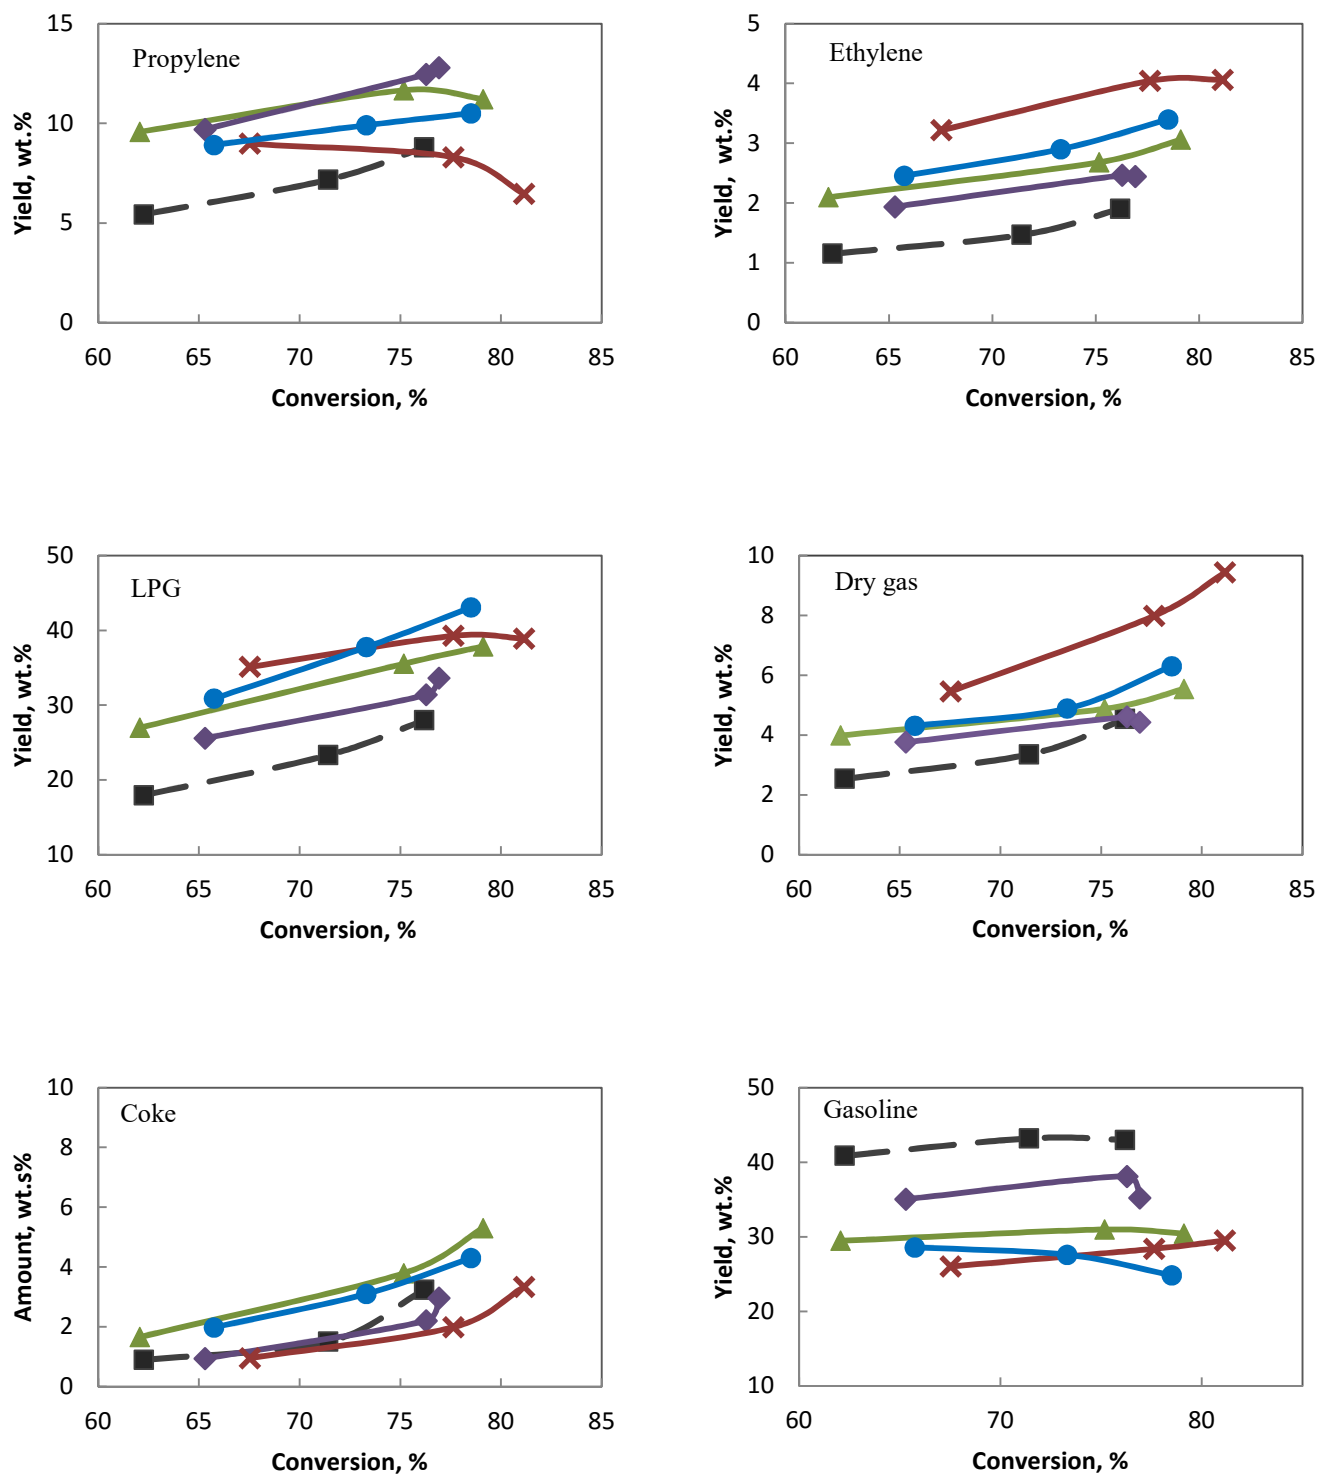 Propylene
Yield, wt.%
15
10
5
0
60 65 70 75 80 85
Conversion, %
Ethylene
Yield, wt.%
5
4
3
2
1
0
60 65 70 75 80 85
Conversion, %
LPG
Yield, wt.%
50
40
30
20
10
60 65 70 75 80 85
Conversion, %
Dry gas
Yield, wt.%
10
8
6
4
2
0
60 65 70 75 80 85
Conversion, %
Coke
Amount, wt.s%
10
8
6
4
2
0
60 65 70 75 80 85
Conversion, %
Gasoline
Yield, wt.%
50
40
30
20
10
60 70 80
Conversion, %